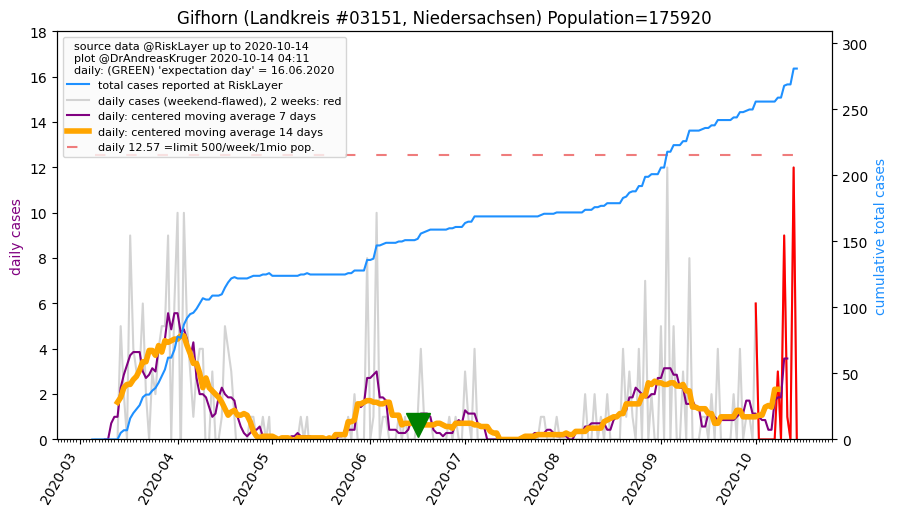 Gifhorn (Landkreis #03151, Niedersachsen) Population=175920
source data @RiskLayer up to 2020-10-14
plot @DrAndreasKruger 2020-10-14 04:11
daily: (GREEN) 'expectation day' = 16.06.2020
total cases reported at RiskLayer
daily cases (weekend-flawed), 2 weeks: red
daily: centered moving average 7 days
daily: centered moving average 14 days
daily 12.57 =limit 500/week/1mio pop.
daily cases
18
16
14
12
10
8
6
4
2
0
300
250
200
150
100
50
0
cumulative total cases
2020-03
2020-04
2020-05
2020-06
2020-07
2020-08
2020-09
2020-10